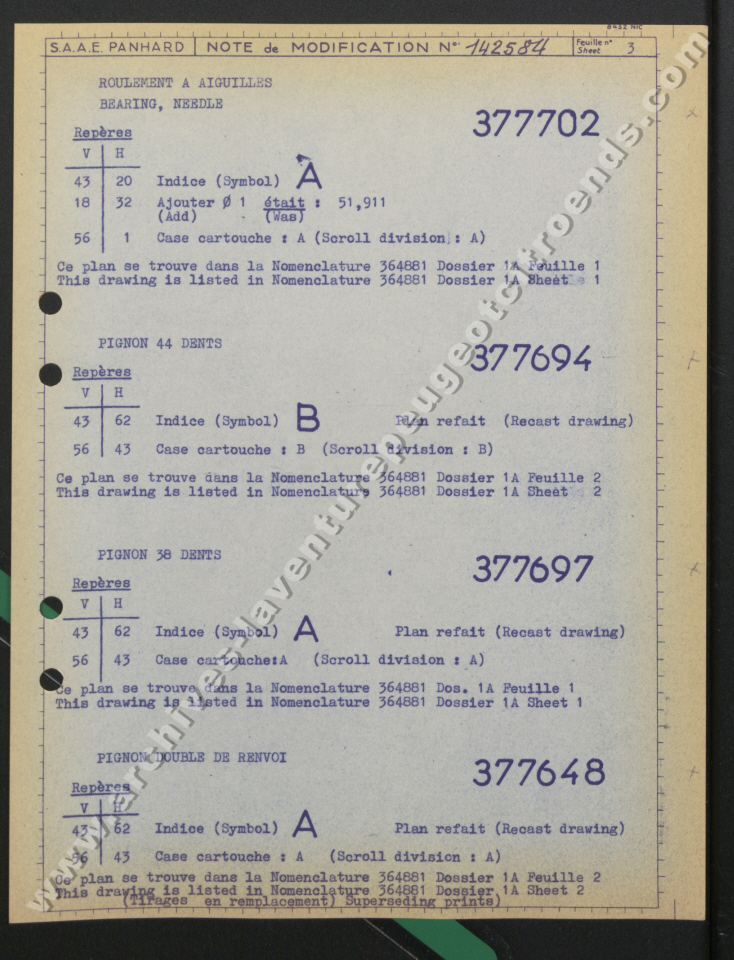 8432 NIC
S.A.A.E. PANHARD NOTE de MODIFICATION N° 142584 Feuille n° Sheet 3
ROULEMENT A AIGUILLES
BEARING, NEEDLE
377702
Repères
V H
43 20 Indice (Symbol) A
18 32 Ajouter Ø 1 était : 51,911
(Add) (Was)
56 1 Case cartouche : A (Scroll division : A)
Ce plan se trouve dans la Nomenclature 364881 Dossier 1A Feuille 1
This drawing is listed in Nomenclature 364881 Dossier 1A Sheet 1
PIGNON 44 DENTS
377694
Repères
V H
43 62 Indice (Symbol) B Plan refait (Recast drawing)
56 43 Case cartouche : B (Scroll division : B)
Ce plan se trouve dans la Nomenclature 364881 Dossier 1A Feuille 2
This drawing is listed in Nomenclature 364881 Dossier 1A Sheet 2
PIGNON 38 DENTS
377697
Repères
V H
43 62 Indice (Symbol) A Plan refait (Recast drawing)
56 43 Case cartouche:A (Scroll division : A)
Ce plan se trouve dans la Nomenclature 364881 Dos. 1A Feuille 1
This drawing is listed in Nomenclature 364881 Dossier 1A Sheet 1
PIGNON DOUBLE DE RENVOI
377648
Repères
V H
43 62 Indice (Symbol) A Plan refait (Recast drawing)
56 43 Case cartouche : A (Scroll division : A)
Ce plan se trouve dans la Nomenclature 364881 Dossier 1A Feuille 2
This drawing is listed in Nomenclature 364881 Dossier 1A Sheet 2
(Tirages en remplacement) Superseding prints)
www.archives-laventurepeugeotcitroends.com